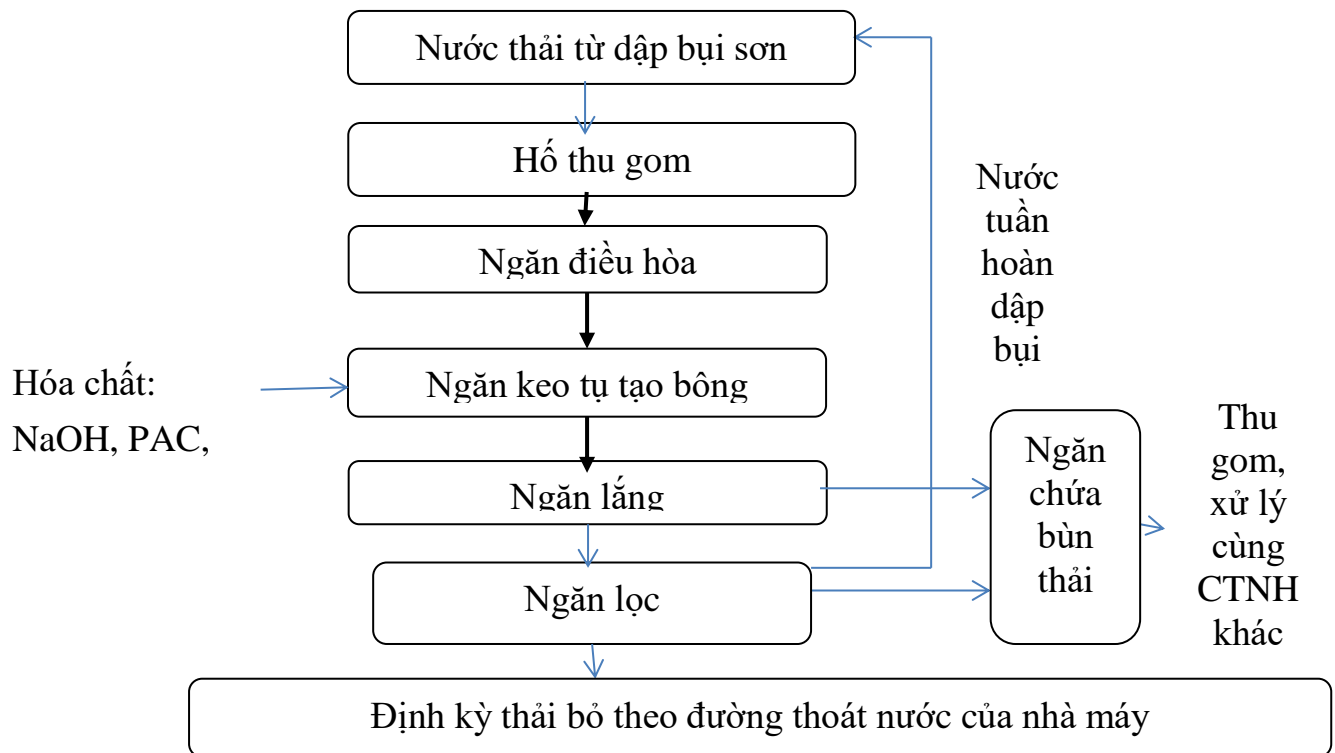 Nước thải từ dập bụi sơn
Hố thu gom
Ngăn điều hòa
Hóa chất:
NaOH, PAC,
Ngăn keo tụ tạo bông
Ngăn lắng
Ngăn lọc
Nước
tuần
hoàn
dập
bụi
Ngăn
chứa
bùn
thải
Thu
gom,
xử lý
cùng
CTNH
khác
Định kỳ thải bỏ theo đường thoát nước của nhà máy